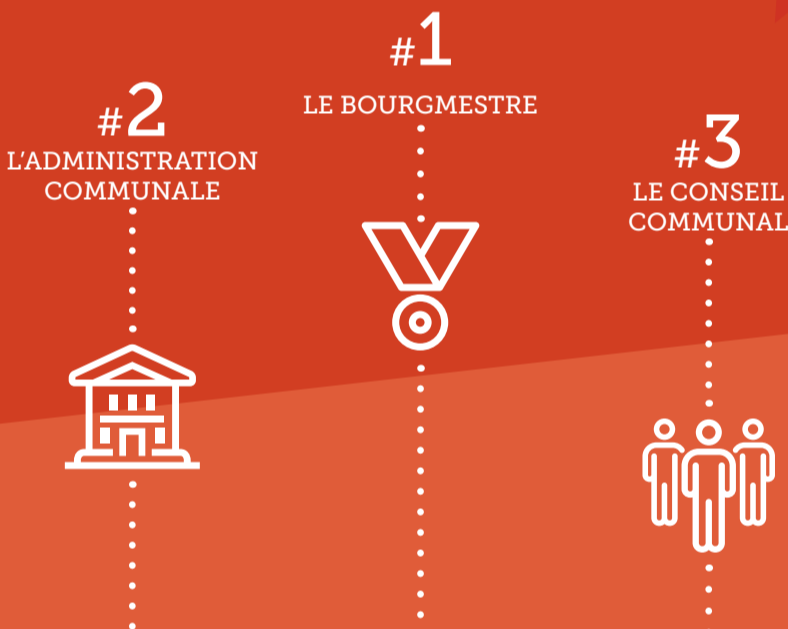 #1
LE BOURGMESTRE
#2
L'ADMINISTRATION
COMMUNALE
#3
LE CONSEIL
COMMUNAL